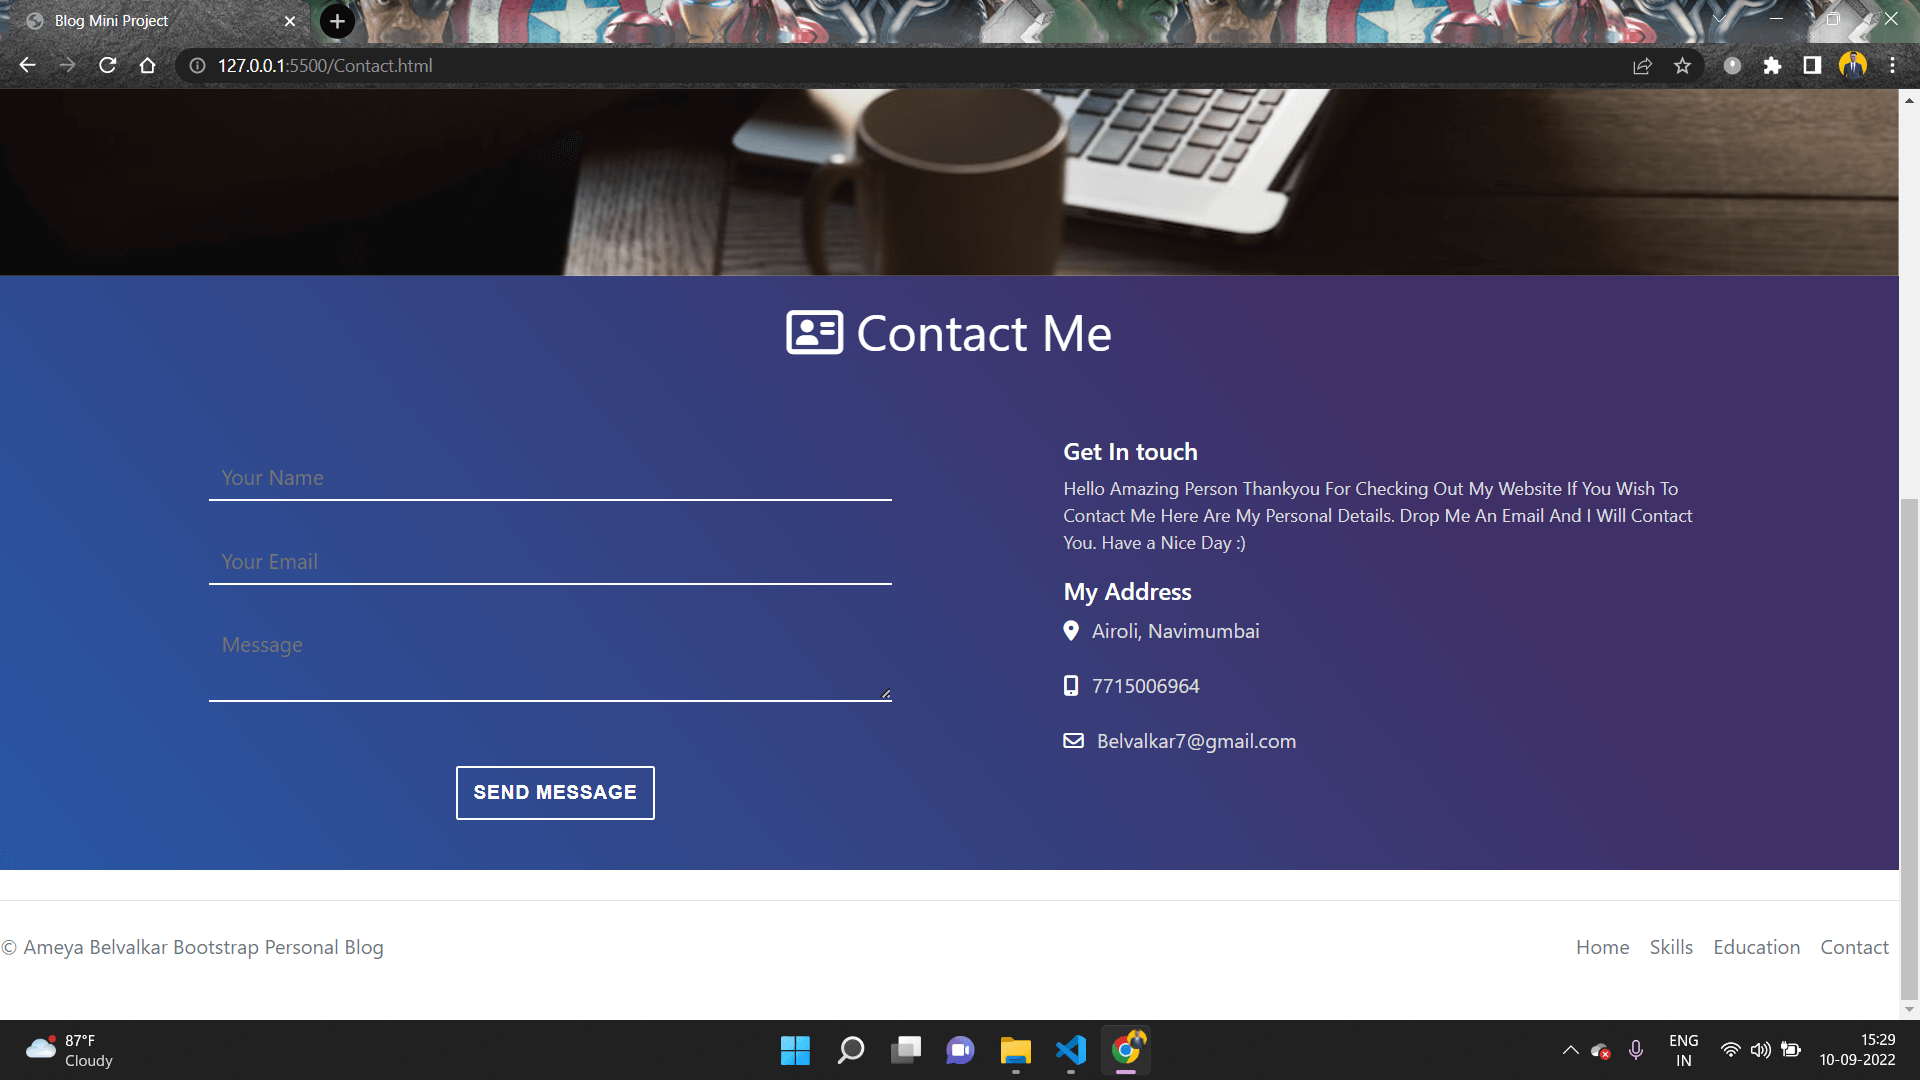 Blog Mini Project
127.0.0.1:5500/Contact.html
Contact Me
Your Name
Your Email
Message
SEND MESSAGE
Get In touch
Hello Amazing Person Thankyou For Checking Out My Website If You Wish To
Contact Me Here Are My Personal Details. Drop Me An Email And I Will Contact
You. Have a Nice Day :)
My Address
Airoli, Navimumbai
7715006964
Belvalkar7@gmail.com
© Ameya Belvalkar Bootstrap Personal Blog
Home Skills Education Contact
87°F
Cloudy
ENG
IN
15:29
10-09-2022